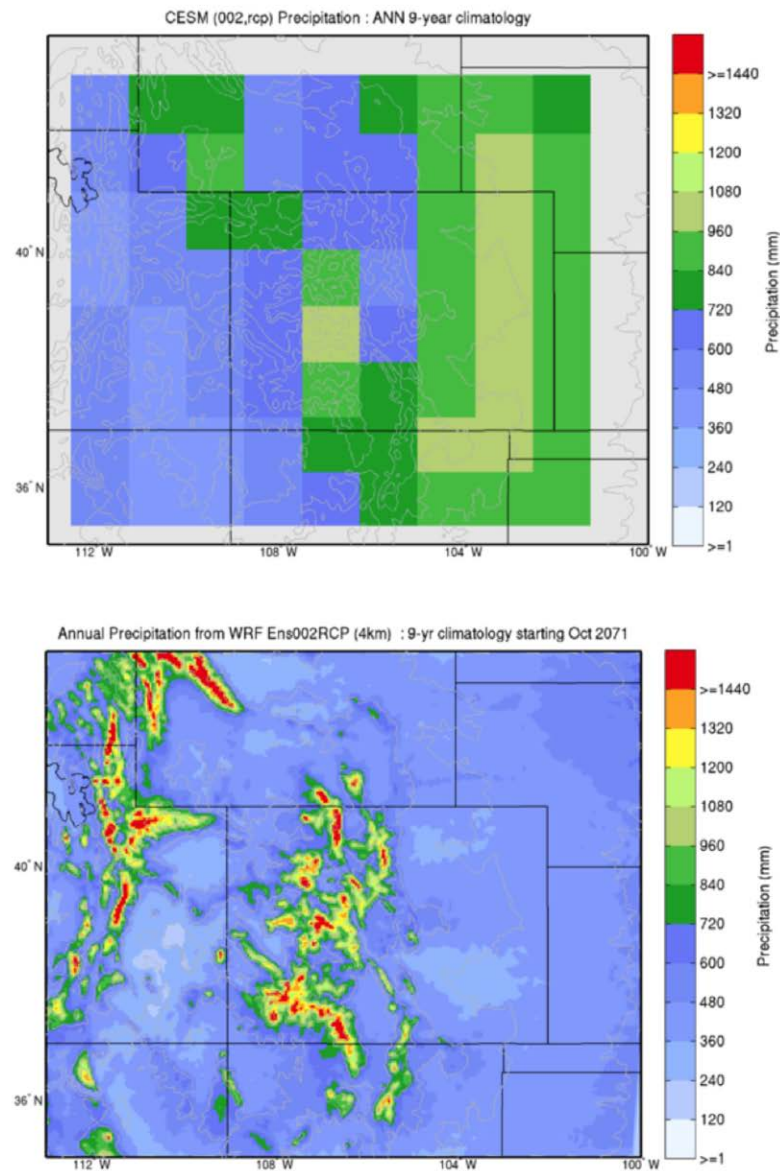 CESM (002,rcp) Precipitation : ANN 9-year climatology
>=1440
1320
1200
1080
960
840
720
600
480
360
240
120
>=1
Precipitation (mm)
40° N
36° N
112° W
108° W
104° W
100° W
Annual Precipitation from WRF Ens002RCP (4km) : 9-yr climatology starting Oct 2071
>=1440
1320
1200
1080
960
840
720
600
480
360
240
120
>=1
Precipitation (mm)
40° N
36° N
112° W
108° W
104° W
100° W